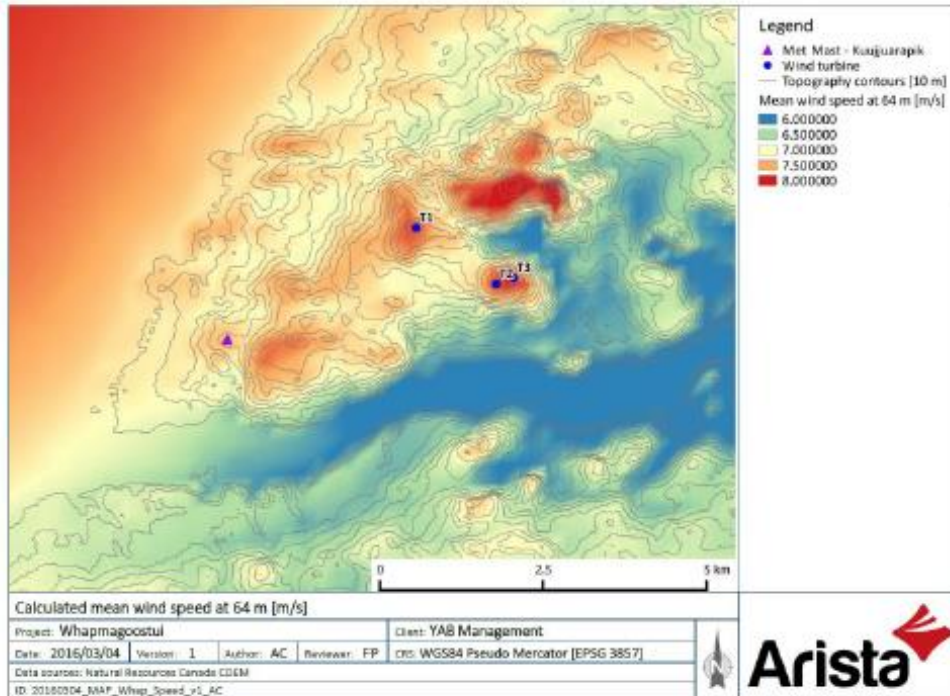 Legend
Met Mast - Kuujjuarapik
Wind turbine
Topography contours [10 m]
Mean wind speed at 64 m [m/s]
6.000000
6.500000
7.000000
7.500000
8.000000
T1
T2
T3
0 2.5 5 km
Calculated mean wind speed at 64 m [m/s]
Project: Whapmagoostui Client: YAB Management
Date: 2016/03/04 Version: 1 Author: AC Reviewer: FP CRS: WGS84 Pseudo Mercator [EPSG 3857]
Data sources: Natural Resources Canada CDEM
ID: 20160304_MAP_Whap_Speed_v1_AC
N
Arista